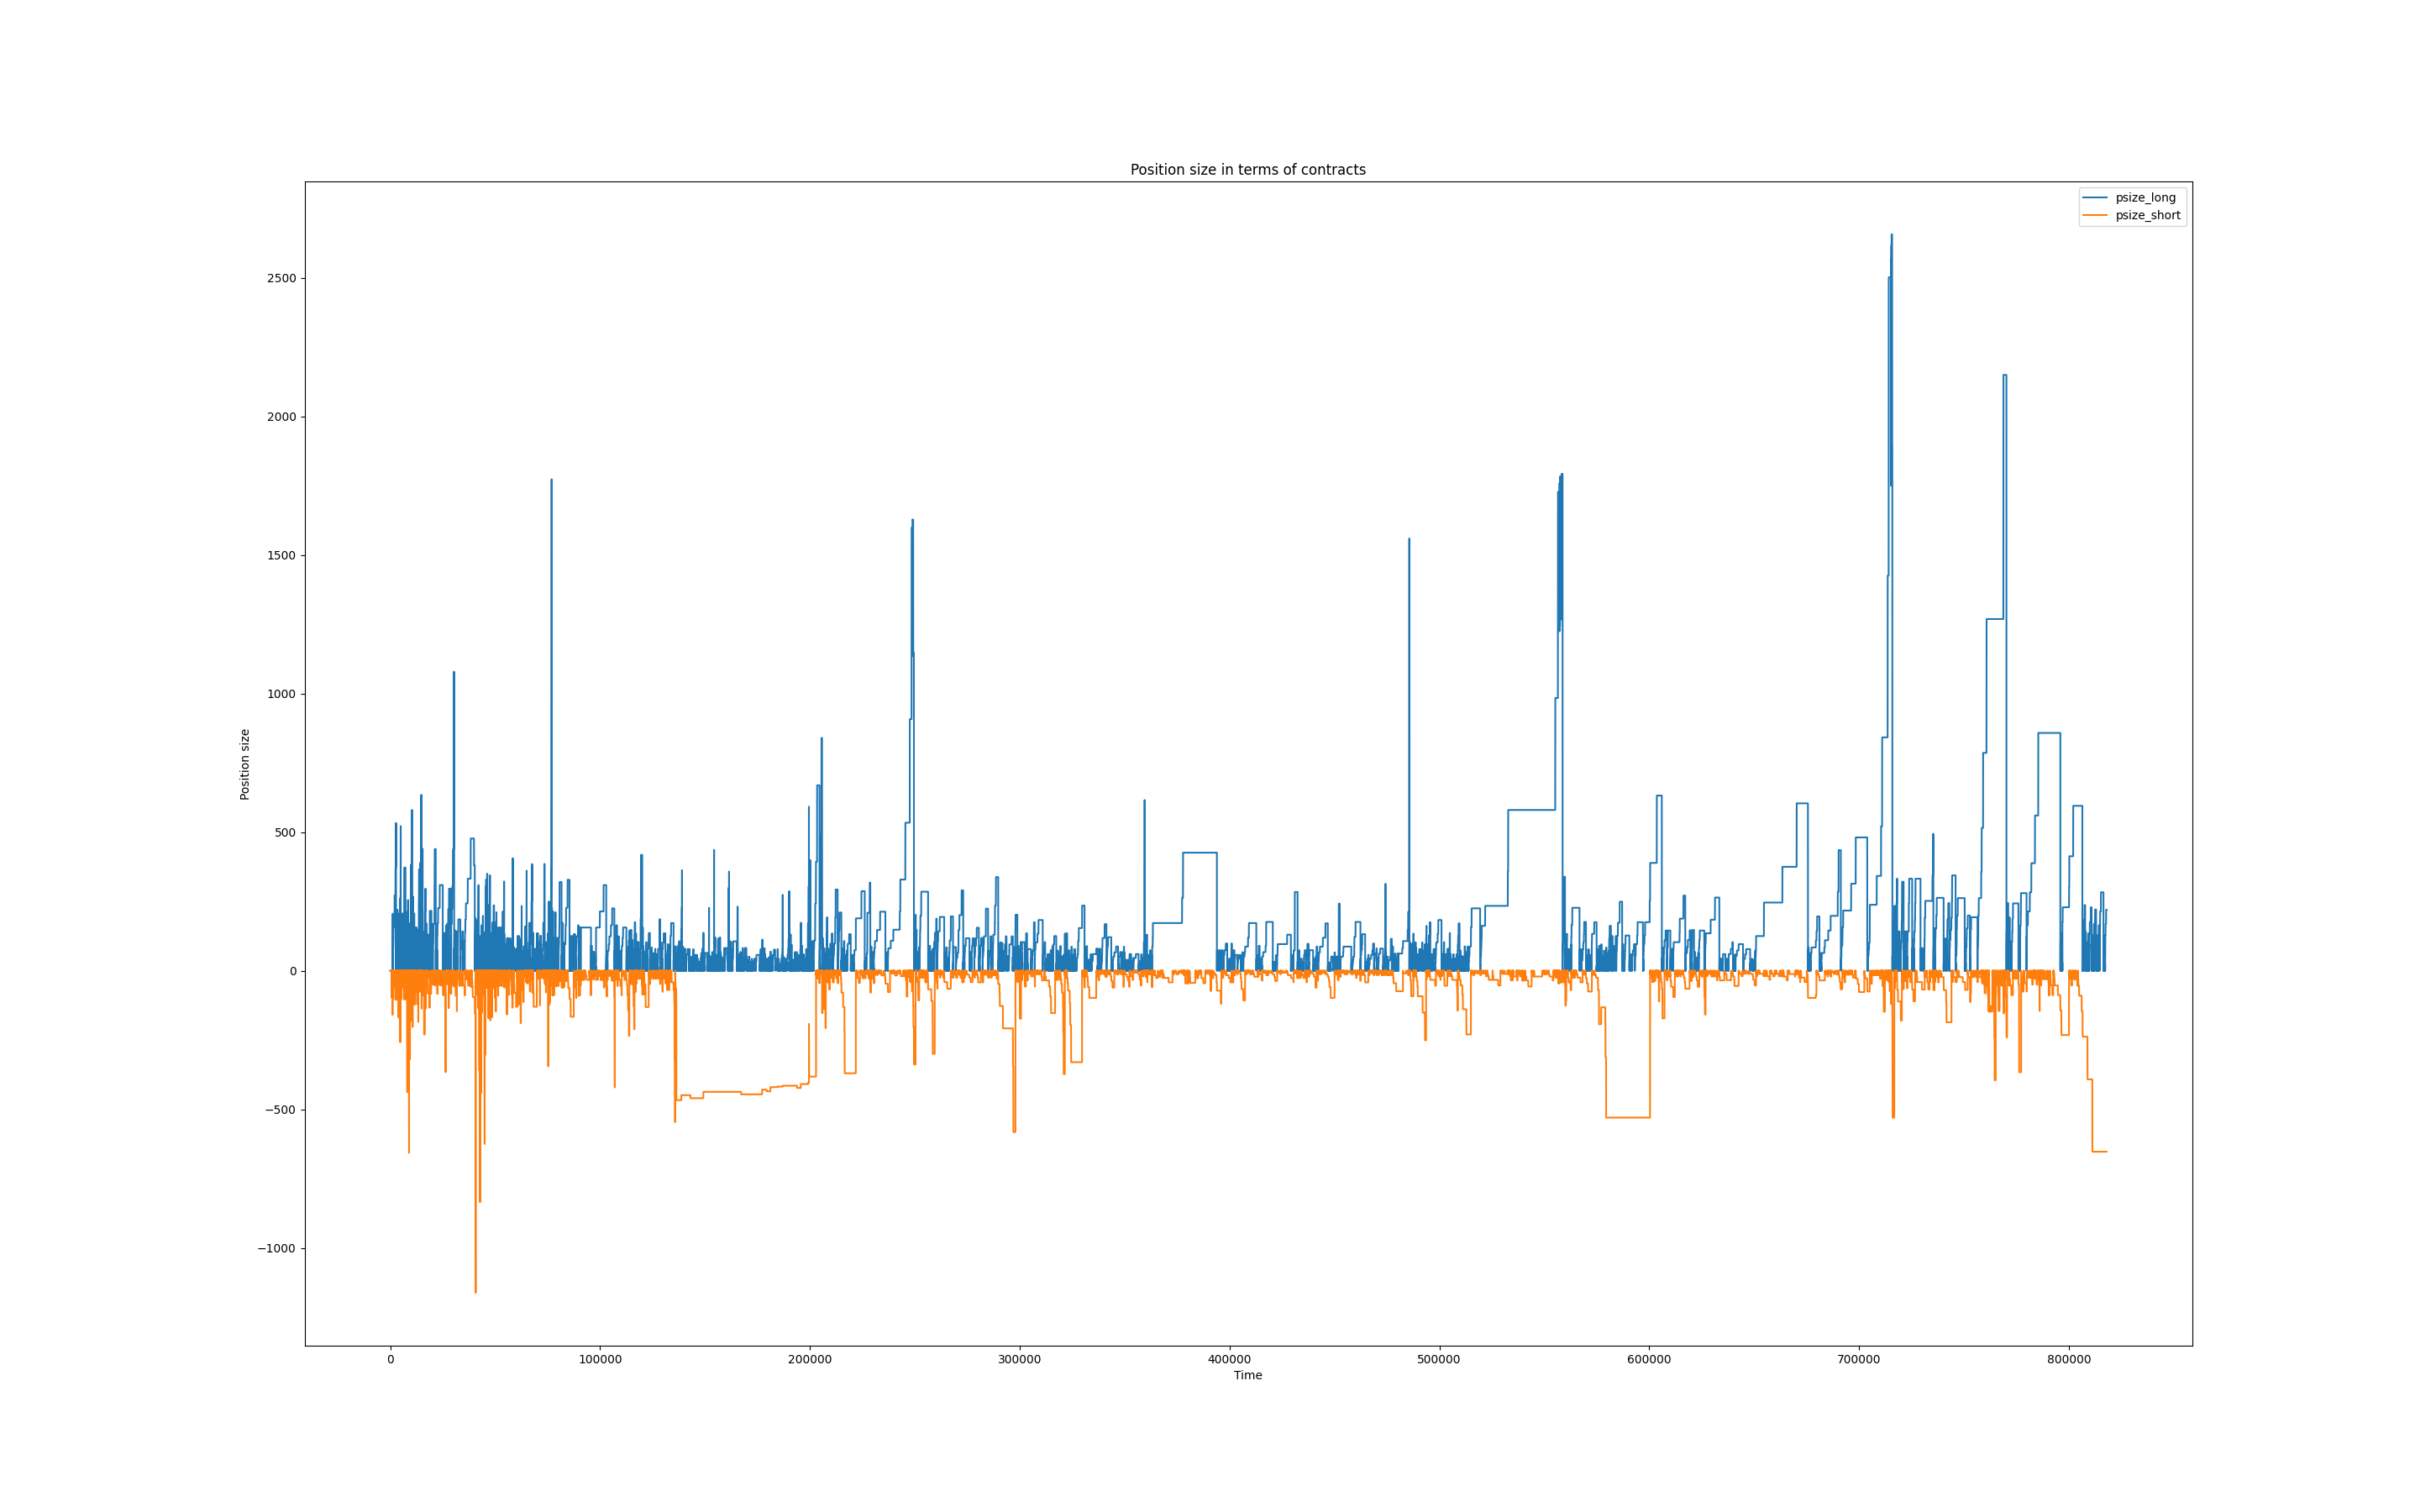 Position size in terms of contracts
psize_long
psize_short
2500
2000
1500
1000
500
0
−500
−1000
Position size
0 100000 200000 300000 400000 500000 600000 700000 800000
Time